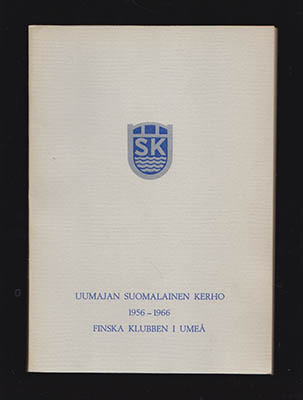 SK
UUMAJAN SUOMALAINEN KERHO
1956–1966
FINSKA KLUBBEN I UMEÅ